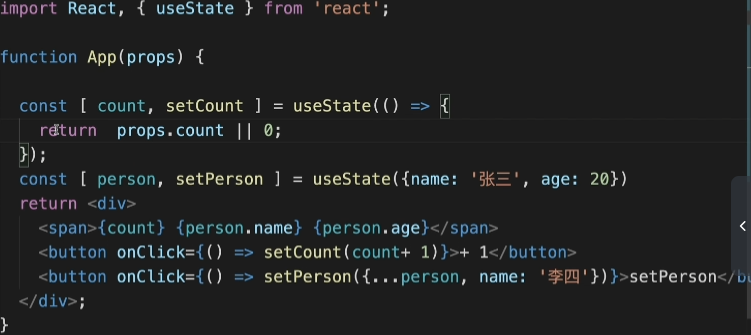 import React, { useState } from 'react';
function App(props) {
const [ count, setCount ] = useState(() => {
return props.count || 0;
});
const [ person, setPerson ] = useState({name: '张三', age: 20})
return <div>
<span>{count} {person.name} {person.age}</span>
<button onClick={() => setCount(count+ 1)}>+ 1</button>
<button onClick={() => setPerson({...person, name: '李四'})}>setPerson</b
</div>;
}